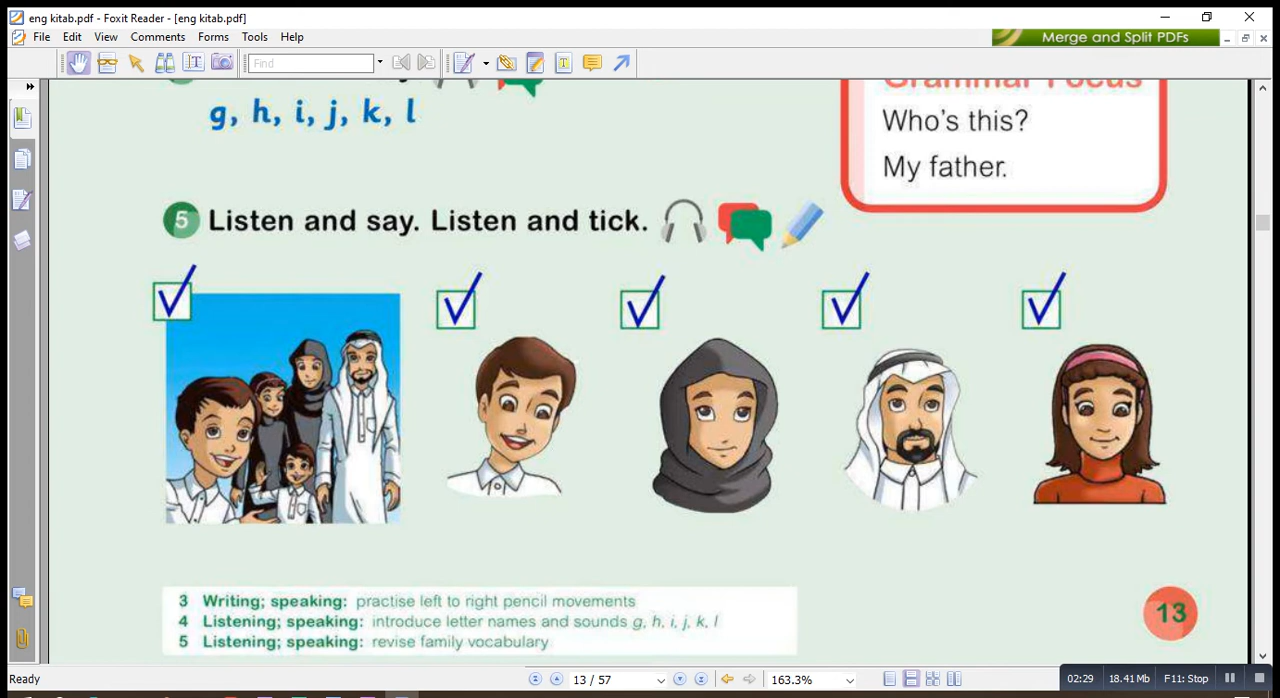 eng kitab.pdf - Foxit Reader - [eng kitab.pdf]
File Edit View Comments Forms Tools Help
Merge and Split PDFs
Find
g, h, i, j, k, l
Grammar Focus
Who's this?
My father.
5 Listen and say. Listen and tick.
3 Writing; speaking: practise left to right pencil movements
4 Listening; speaking: introduce letter names and sounds g, h, i, j, k, l
5 Listening; speaking: revise family vocabulary
13
Ready
13 / 57
163.3%
02:29 18.41 Mb F11: Stop